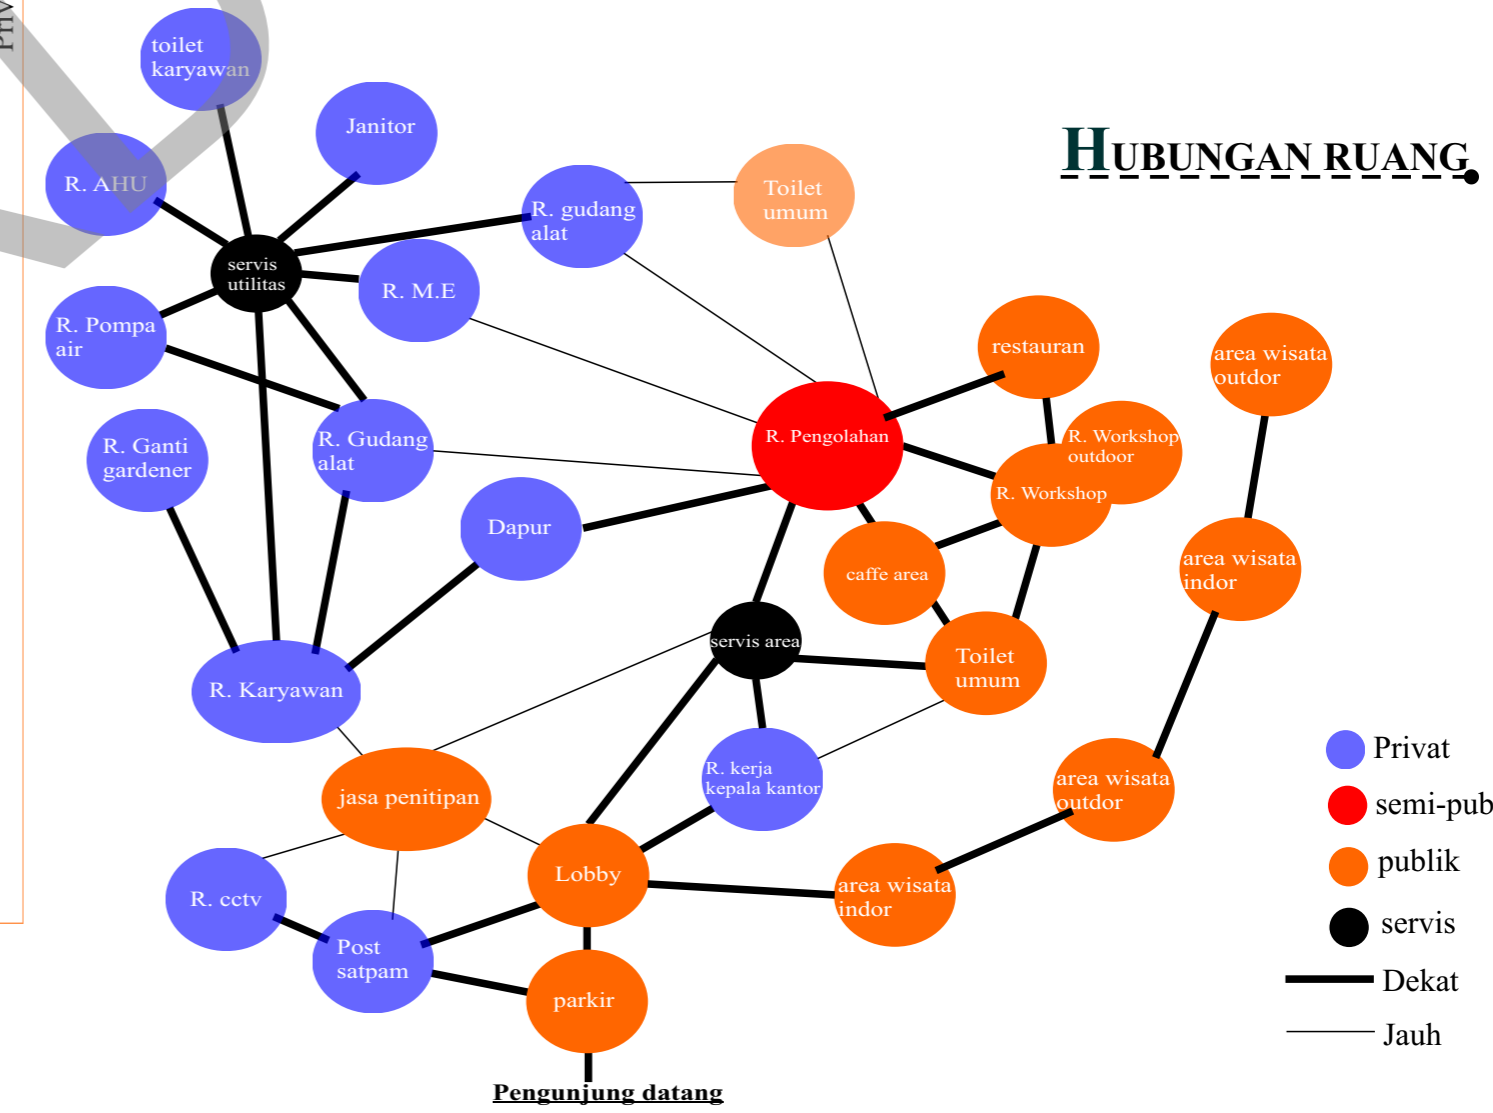 Priv
toilet
karyawan
Janitor
HUBUNGAN RUANG
R. AHU
R. gudang
alat
Toilet
umum
servis
utilitas
R. M.E
R. Pompa
air
restauran
area wisata
outdor
R. Ganti
gardener
R. Gudang
alat
R. Pengolahan
R. Workshop
outdoor
R. Workshop
Dapur
caffe area
area wisata
indor
servis area
Toilet
umum
R. Karyawan
jasa penitipan
R. kerja
kepala kantor
area wisata
outdor
Lobby
area wisata
indor
R. cctv
Post
satpam
parkir
Pengunjung datang
Privat
semi-pub
publik
servis
Dekat
Jauh